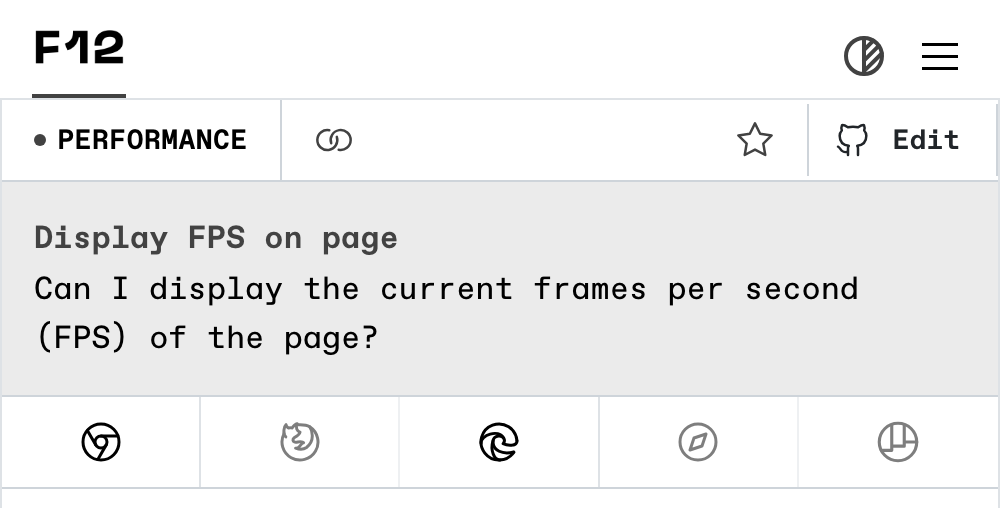 F12
PERFORMANCE
Edit
Display FPS on page
Can I display the current frames per second
(FPS) of the page?